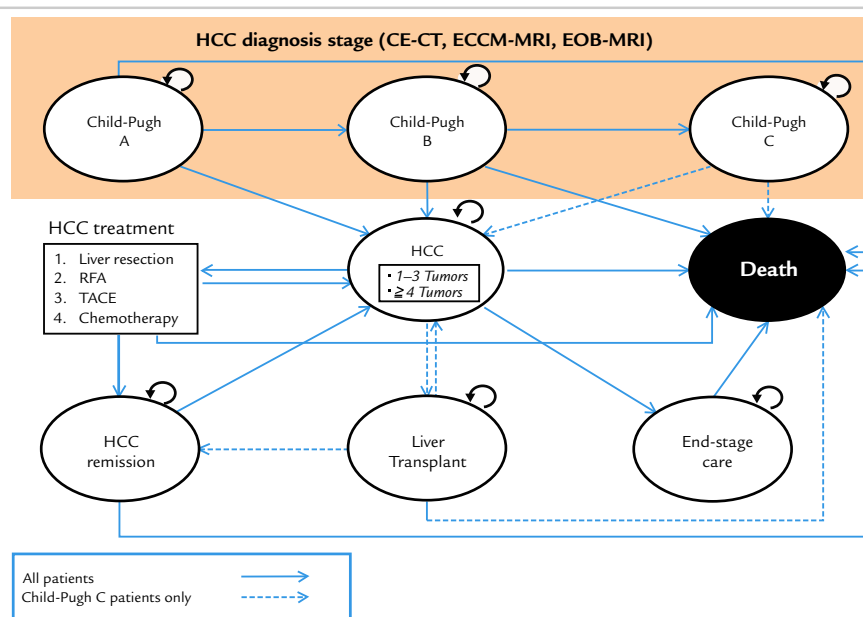 HCC diagnosis stage (CE-CT, ECCM-MRI, EOB-MRI)
Child-Pugh
A
Child-Pugh
B
Child-Pugh
C
HCC treatment
1. Liver resection
2. RFA
3. TACE
4. Chemotherapy
HCC
▪ 1–3 Tumors
▪ ≧ 4 Tumors
Death
HCC
remission
Liver
Transplant
End-stage
care
All patients
Child-Pugh C patients only